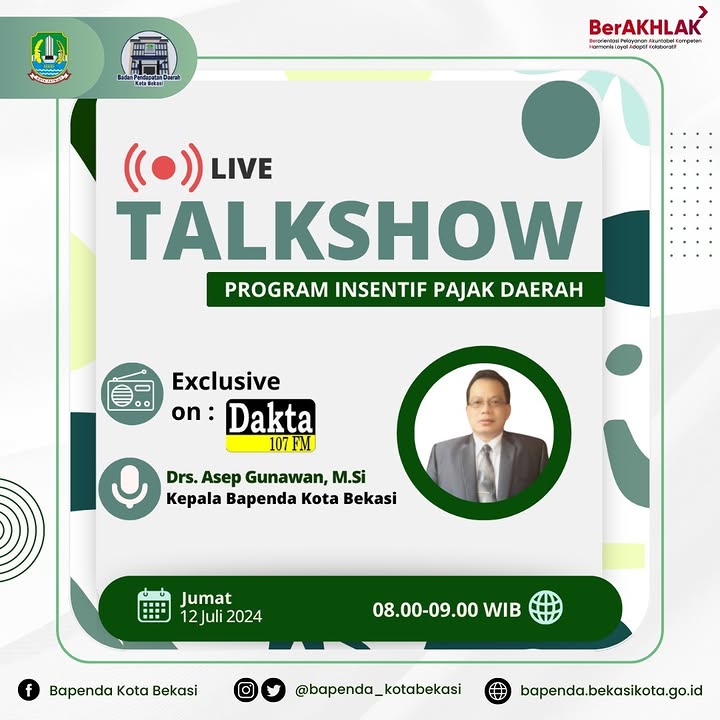 BerAKHLAK
Berorientasi Pelayanan Akuntabel Kompeten
Harmonis Loyal Adaptif Kolaboratif
Badan Pendapatan Daerah
Kota Bekasi
LIVE
TALKSHOW
PROGRAM INSENTIF PAJAK DAERAH
Exclusive
on :
Dakta
107 FM
Drs. Asep Gunawan, M.Si
Kepala Bapenda Kota Bekasi
Jumat
12 Juli 2024
08.00-09.00 WIB
Bapenda Kota Bekasi
@bapenda_kotabekasi
bapenda.bekasikota.go.id